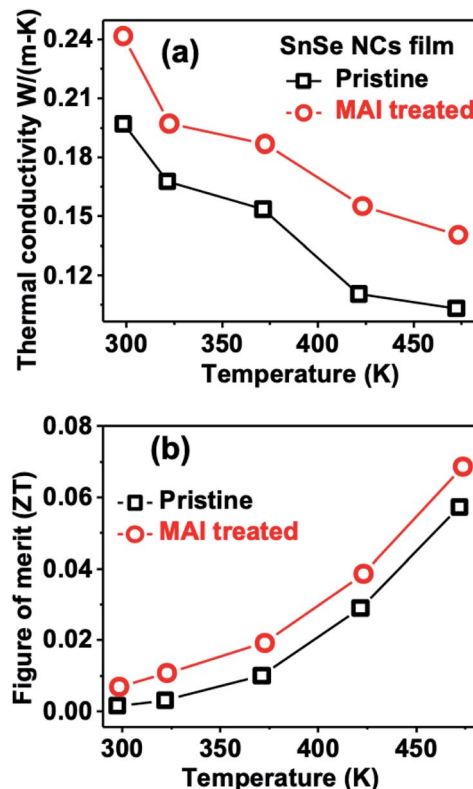 Thermal conductivity W/(m-K)
0.24
0.21
0.18
0.15
0.12
(a)
SnSe NCs film
Pristine
MAI treated
300
350
400
450
Temperature (K)
Figure of merit (ZT)
0.08
0.06
0.04
0.02
0.00
(b)
Pristine
MAI treated
300
350
400
450
Temperature (K)